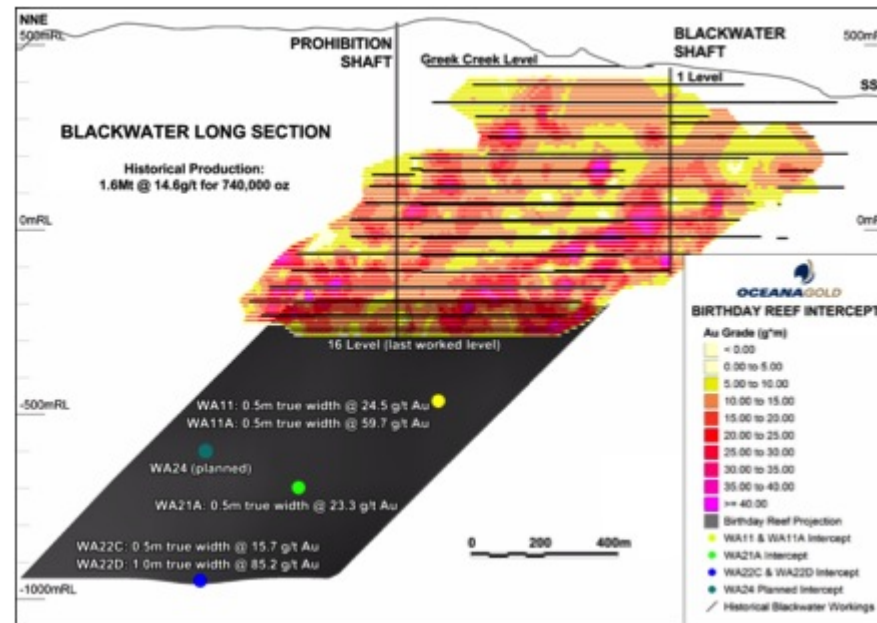 NNE
500mRL
PROHIBITION
SHAFT
Greek Creek Level
BLACKWATER
SHAFT
500mRL
1 Level
SS
BLACKWATER LONG SECTION
Historical Production:
1.6Mt @ 14.6g/t for 740,000 oz
0mRL
0mRL
16 Level (last worked level)
-500mRL
WA11: 0.5m true width @ 24.5 g/t Au
WA11A: 0.5m true width @ 59.7 g/t Au
WA24 (planned)
WA21A: 0.5m true width @ 23.3 g/t Au
WA22C: 0.5m true width @ 15.7 g/t Au
WA22D: 1.0m true width @ 85.2 g/t Au
-1000mRL
0 200 400m
OCEANAGOLD
BIRTHDAY REEF INTERCEPT
Au Grade (g*m)
< 0.00
0.00 to 5.00
5.00 to 10.00
10.00 to 15.00
15.00 to 20.00
20.00 to 25.00
25.00 to 30.00
30.00 to 35.00
35.00 to 40.00
>= 40.00
Birthday Reef Projection
WA11 & WA11A Intercept
WA21A Intercept
WA22C & WA22D Intercept
WA24 Planned Intercept
Historical Blackwater Workings